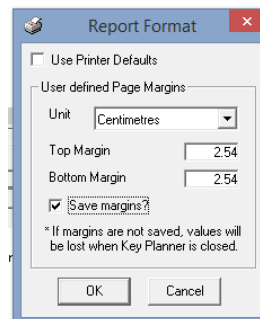 Report Format
Use Printer Defaults
User defined Page Margins
Unit
Centimetres
Top Margin
2.54
Bottom Margin
2.54
Save margins?
* If margins are not saved, values will
be lost when Key Planner is closed.
OK
Cancel